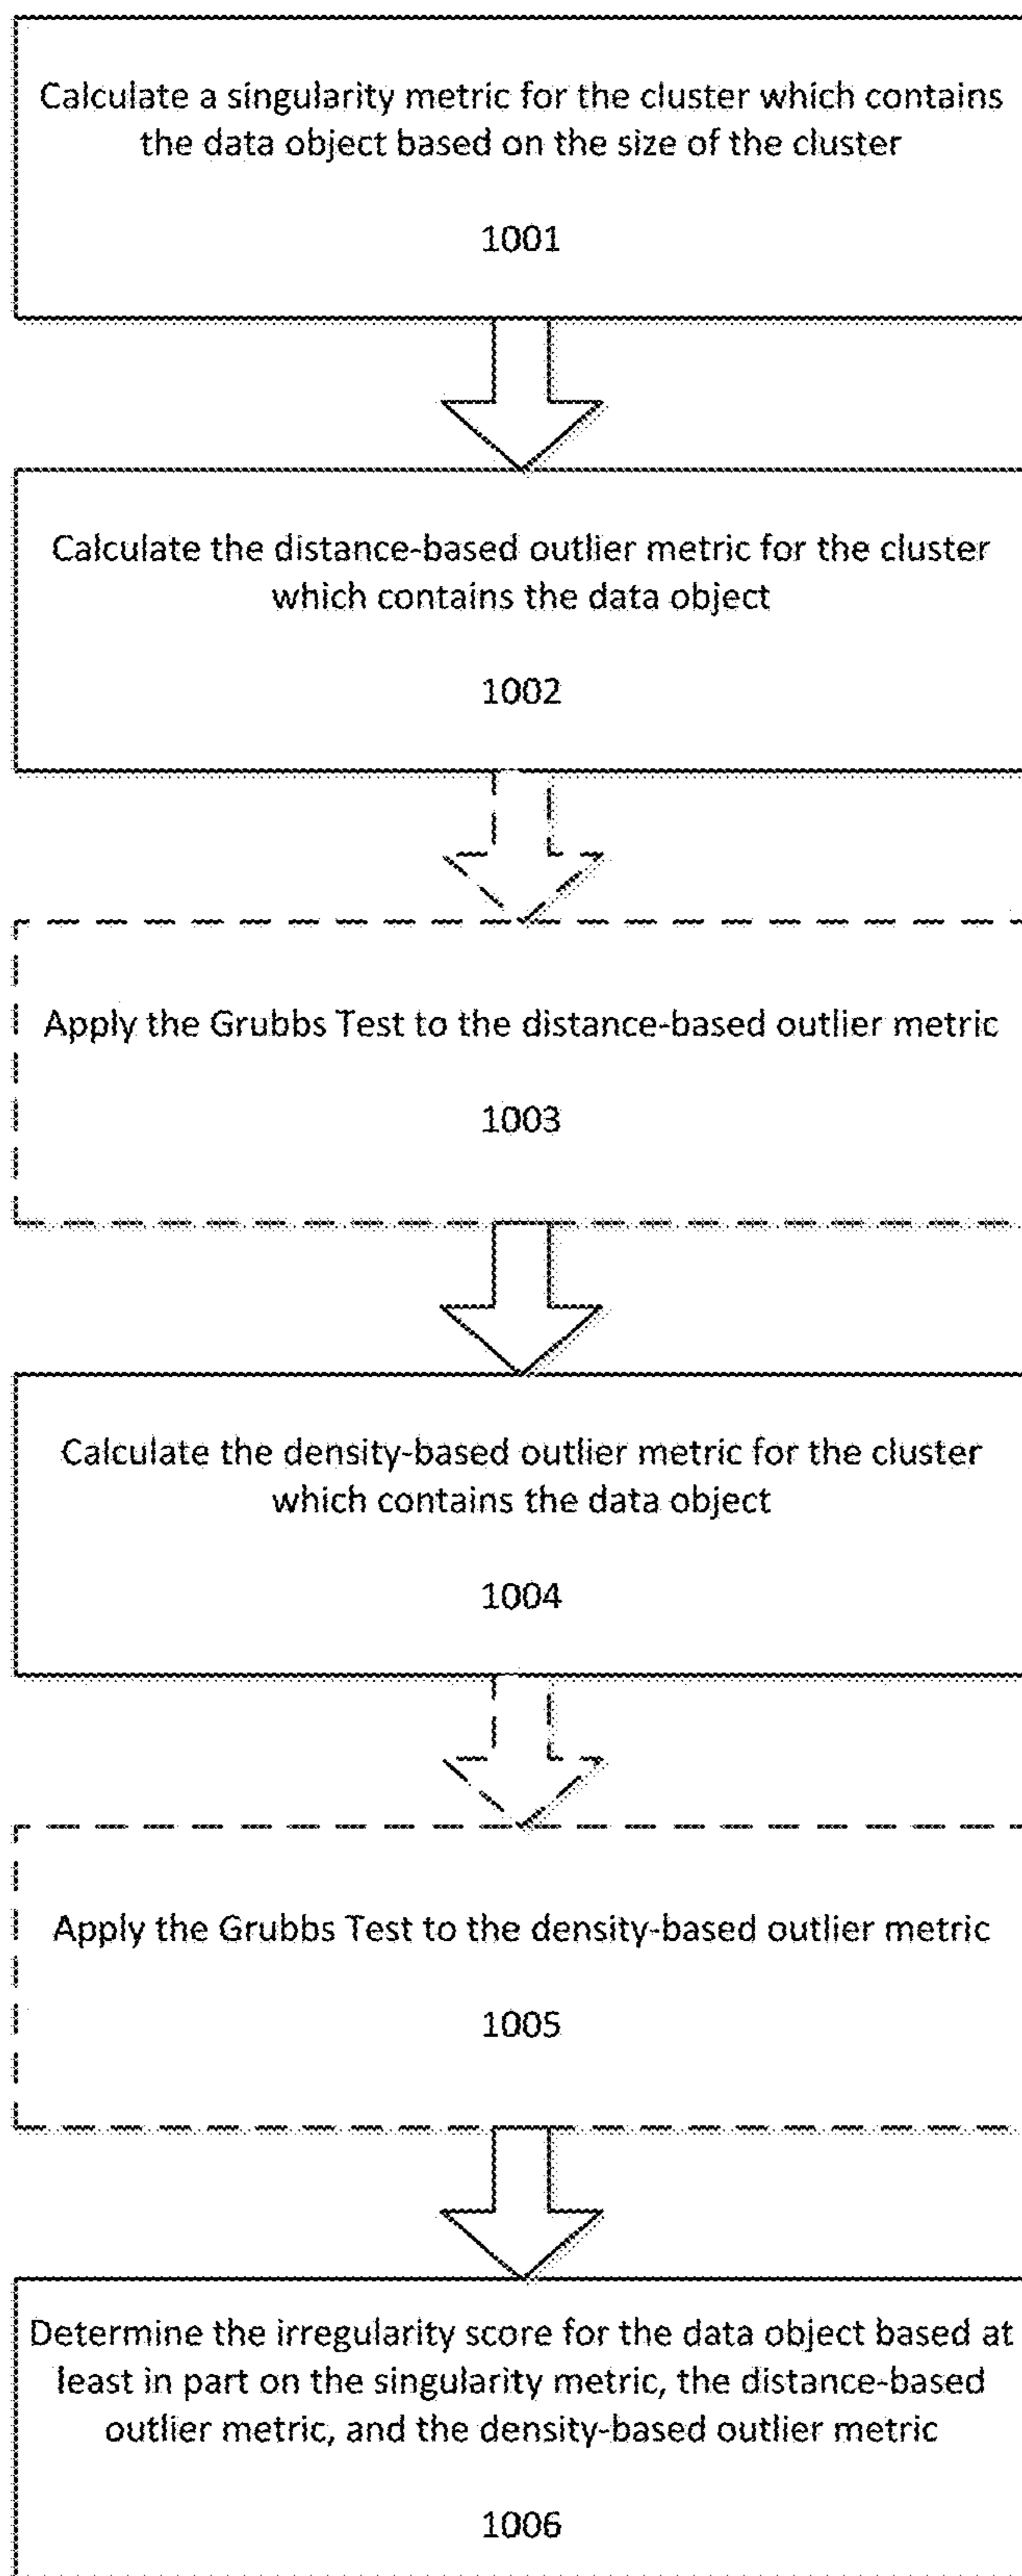 Calculate a singularity metric for the cluster which contains
the data object based on the size of the cluster
1001
Calculate the distance-based outlier metric for the cluster
which contains the data object
1002
Apply the Grubbs Test to the distance-based outlier metric
1003
Calculate the density-based outlier metric for the cluster
which contains the data object
1004
Apply the Grubbs Test to the density-based outlier metric
1005
Determine the irregularity score for the data object based at
least in part on the singularity metric, the distance-based
outlier metric, and the density-based outlier metric
1006